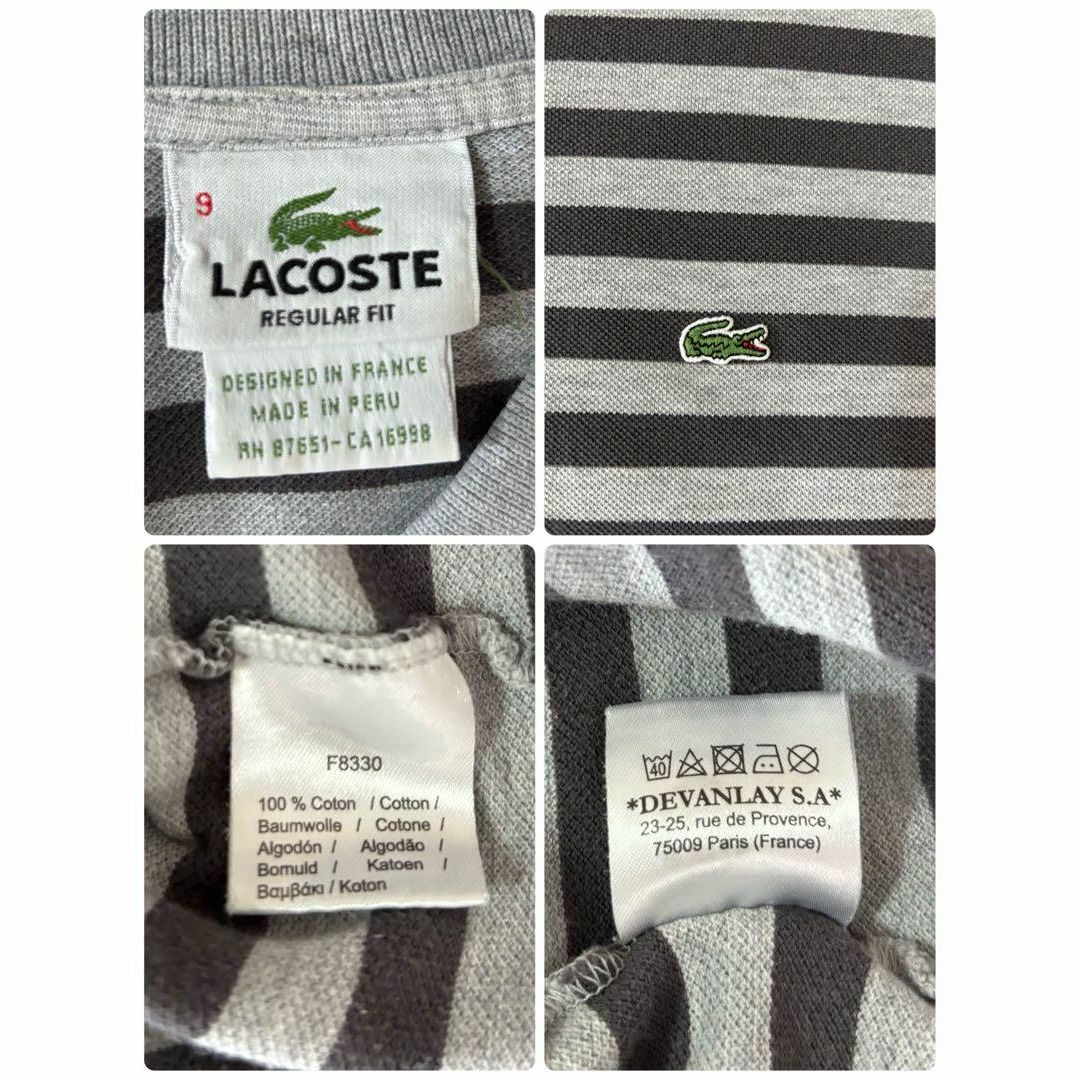 9
LACOSTE
REGULAR FIT
DESIGNED IN FRANCE
MADE IN PERU
RN 87651-CA16998
F8330
100 % Coton / Cotton /
Baumwolle / Cotone /
Algodón / Algodão /
Bomuld / Katoen /
Βαμβάκι / Koton
40
*DEVANLAY S.A*
23-25, rue de Provence,
75009 Paris (France)